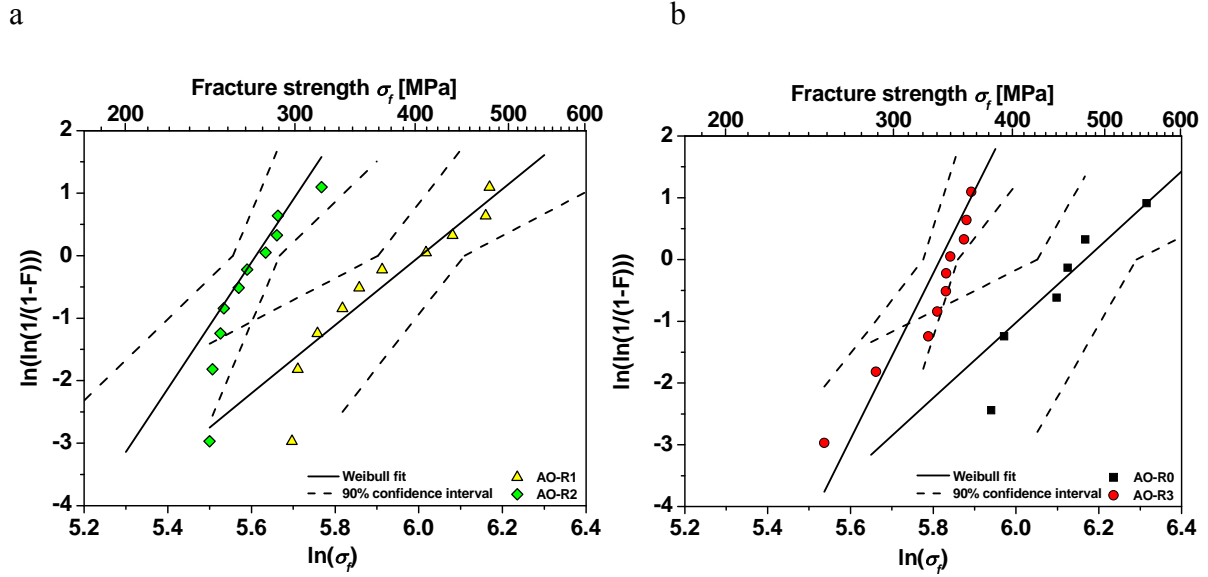 a
Fracture strength σf [MPa]
200 300 400 500 600
2
1
0
-1
-2
-3
-4
ln(ln(1/(1-F)))
Weibull fit
90% confidence interval
AO-R1
AO-R2
5.2 5.4 5.6 5.8 6.0 6.2 6.4
ln(σf)
b
Fracture strength σf [MPa]
200 300 400 500 600
2
1
0
-1
-2
-3
-4
ln(ln(1/(1-F)))
Weibull fit
90% confidence interval
AO-R0
AO-R3
5.2 5.4 5.6 5.8 6.0 6.2 6.4
ln(σf)